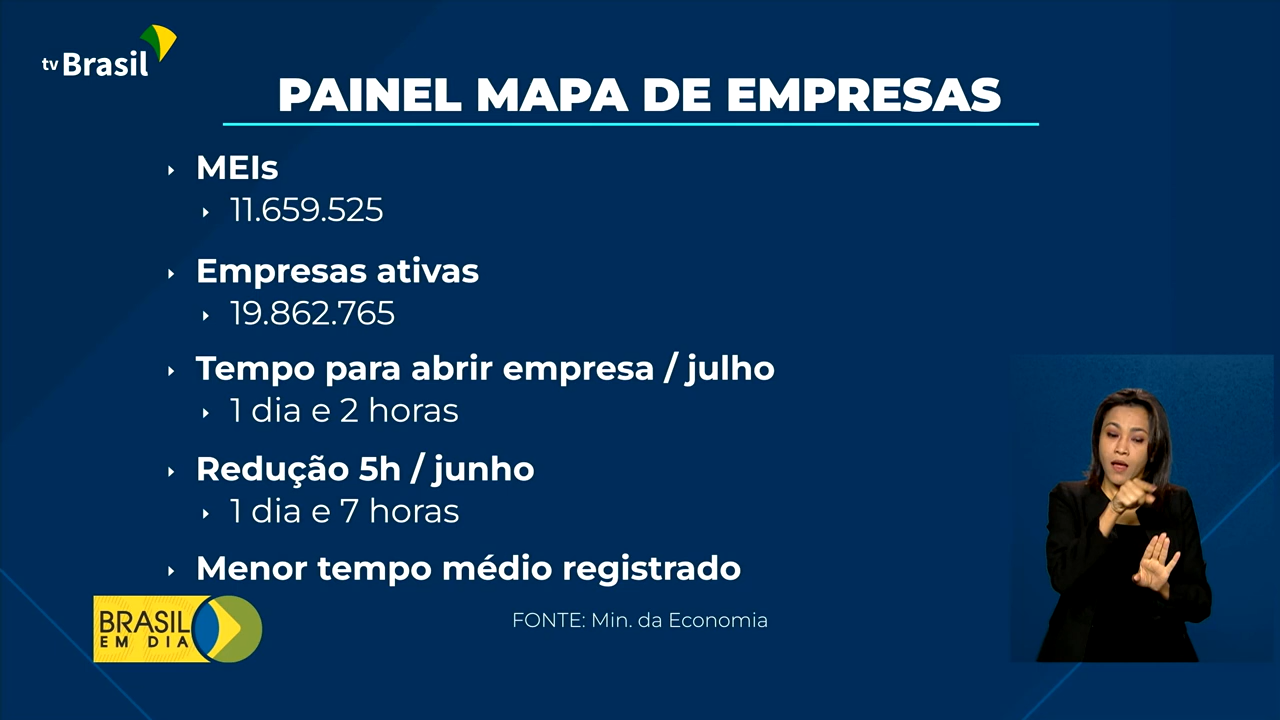 tv Brasil
PAINEL MAPA DE EMPRESAS
MEIs
11.659.525
Empresas ativas
19.862.765
Tempo para abrir empresa / julho
1 dia e 2 horas
Redução 5h / junho
1 dia e 7 horas
Menor tempo médio registrado
BRASIL
EM DIA
FONTE: Min. da Economia